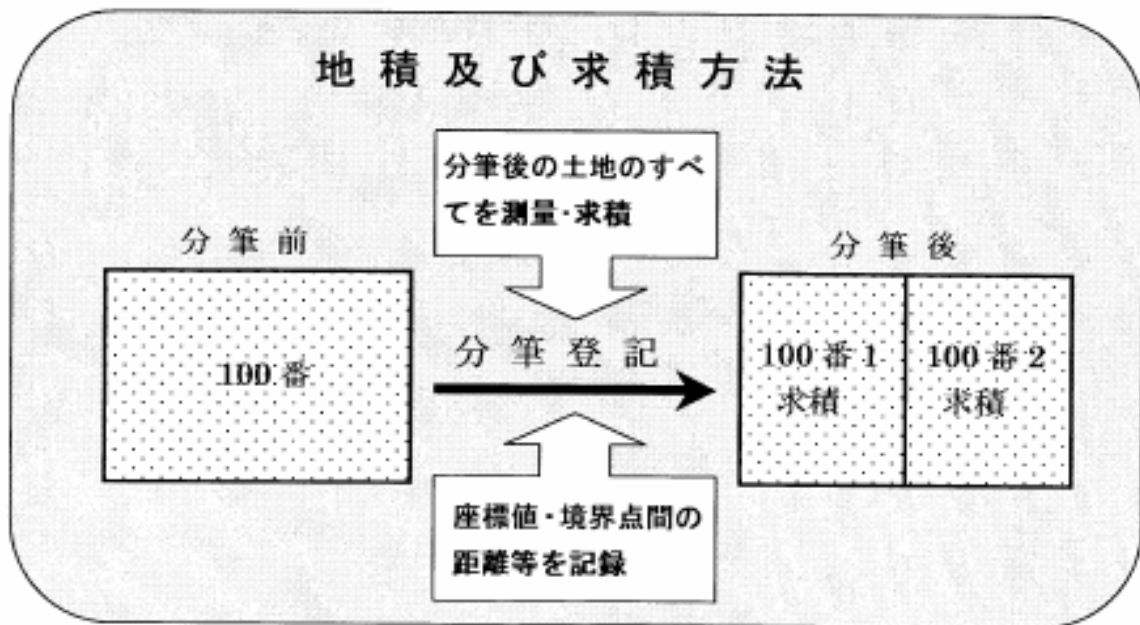 地積及び求積方法
分筆後の土地のすべ
てを測量・求積
分筆前
100番
分筆登記
分筆後
100番1
求積
100番2
求積
座標値・境界点間の
距離等を記録